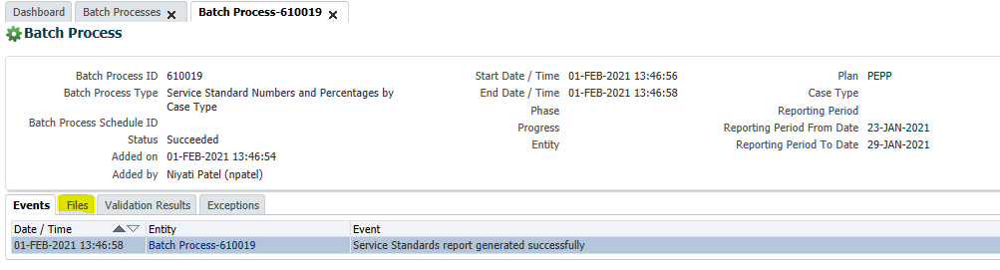 Dashboard Batch Processes Batch Process-610019
Batch Process
Batch Process ID 610019 Start Date / Time 01-FEB-2021 13:46:56 Plan PEPP
Batch Process Type Service Standard Numbers and Percentages by End Date / Time 01-FEB-2021 13:46:58 Case Type
Case Type Phase Reporting Period
Batch Process Schedule ID Progress Reporting Period From Date 23-JAN-2021
Status Succeeded Entity Reporting Period To Date 29-JAN-2021
Added on 01-FEB-2021 13:46:54
Added by Niyati Patel (npatel)
Events Files Validation Results Exceptions
Date / Time Entity Event
01-FEB-2021 13:46:58 Batch Process-610019 Service Standards report generated successfully